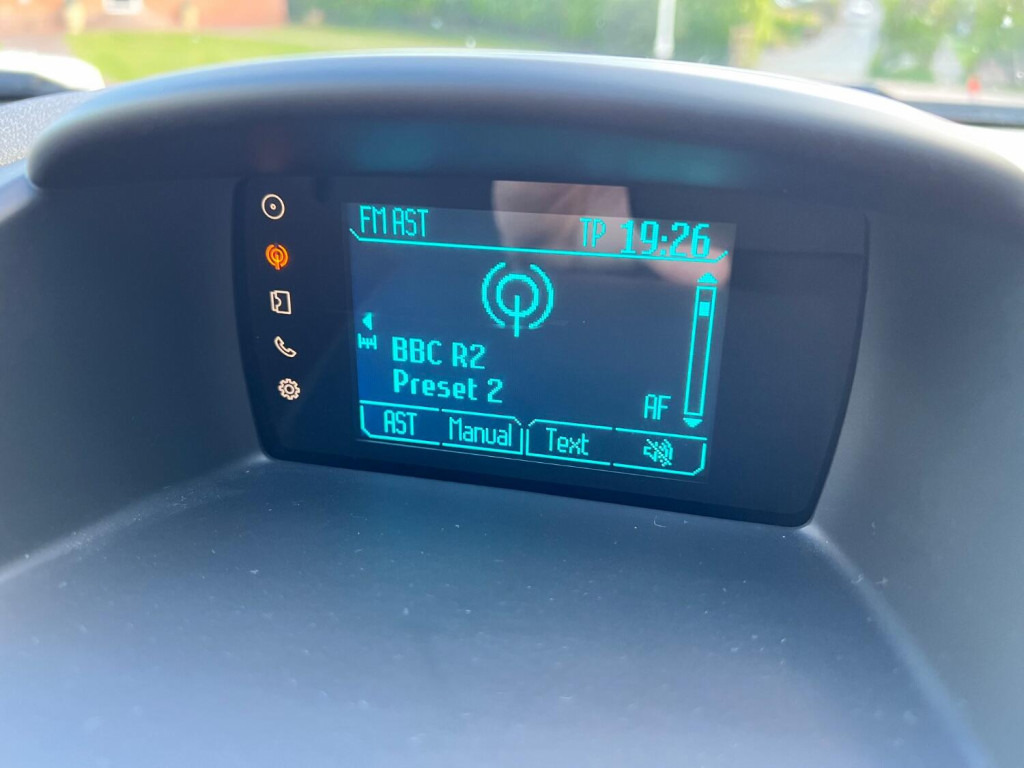 FM AST TP 19:26
BBC R2
Preset 2
AF
AST Manual Text